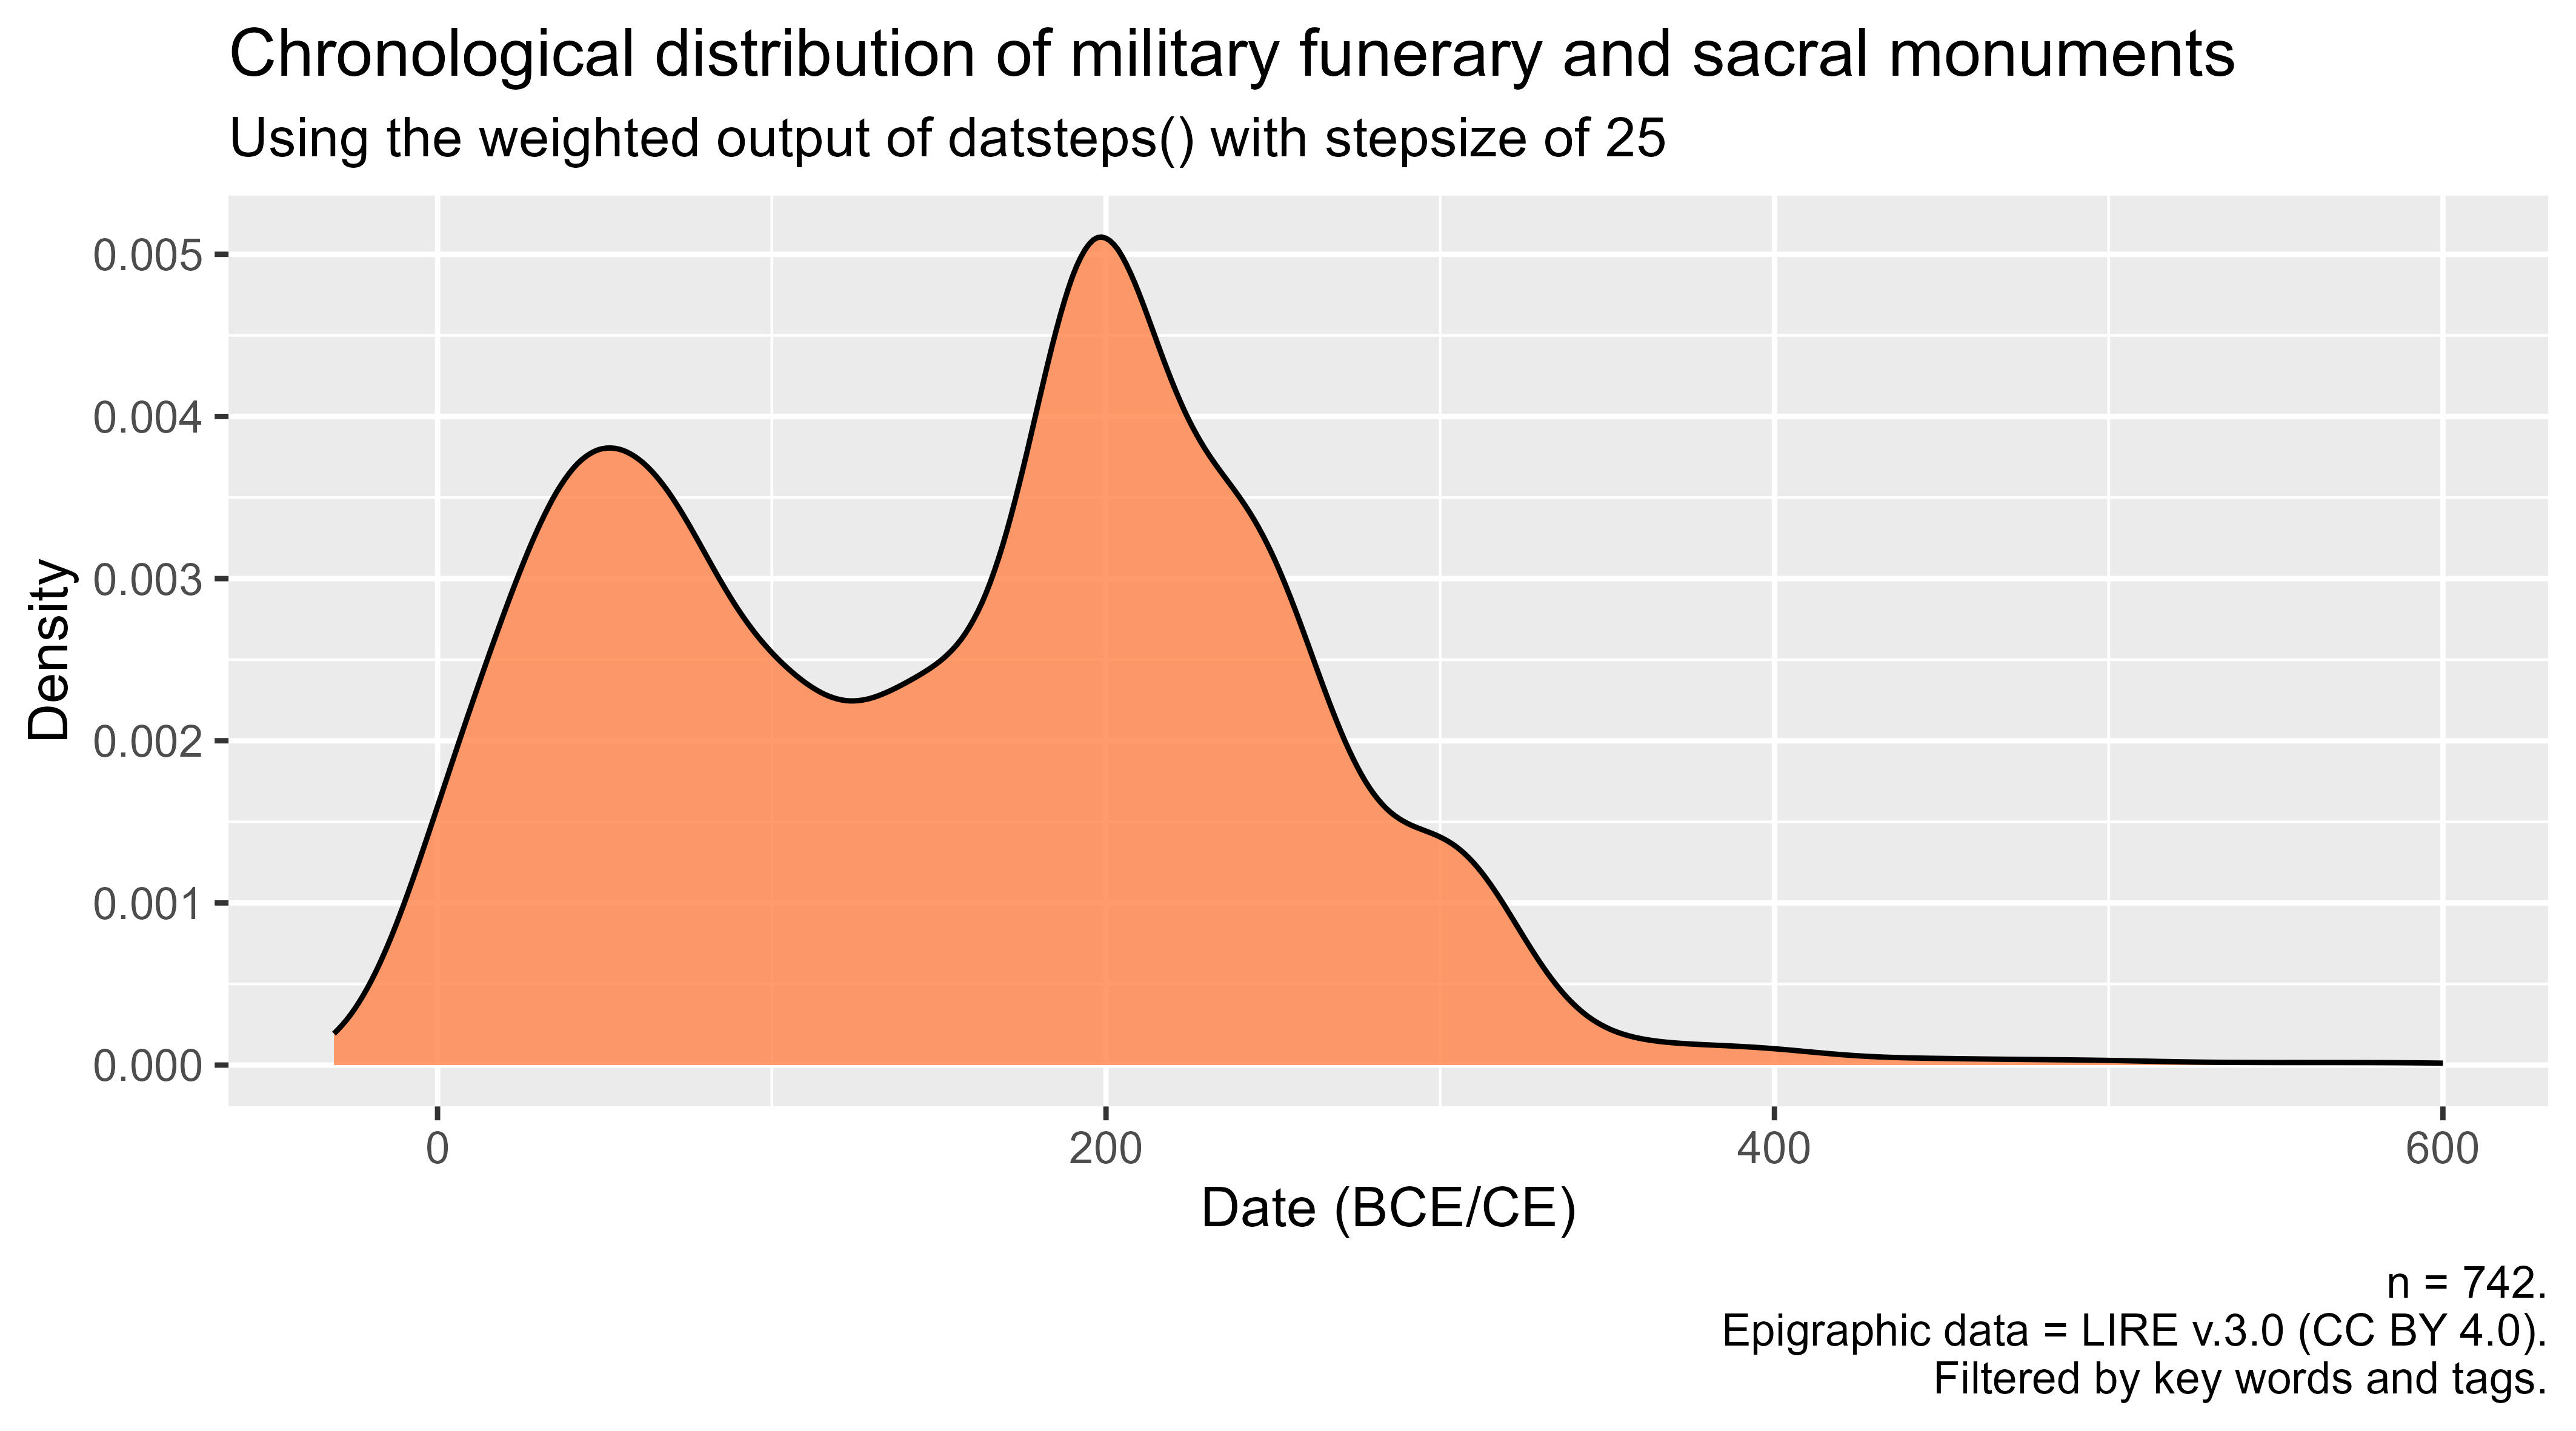 Chronological distribution of military funerary and sacral monuments
Using the weighted output of datsteps() with stepsize of 25
Density
0.005
0.004
0.003
0.002
0.001
0.000
0
200
400
600
Date (BCE/CE)
n = 742.
Epigraphic data = LIRE v.3.0 (CC BY 4.0).
Filtered by key words and tags.